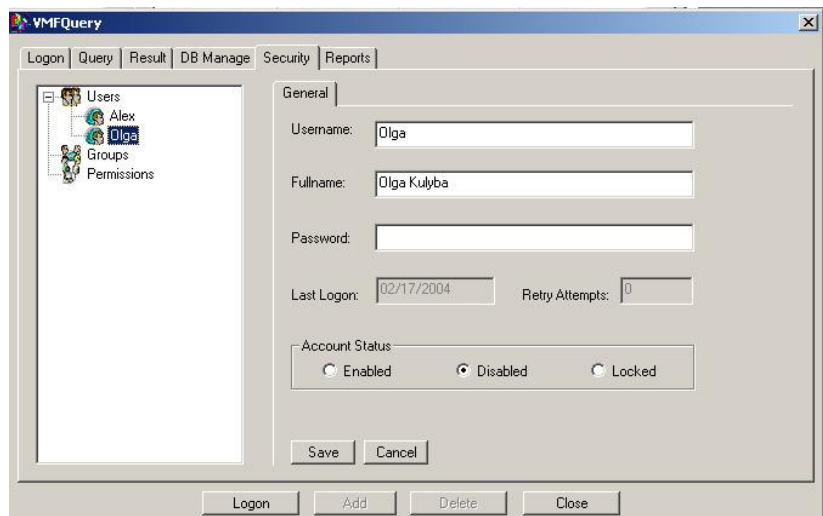 VMFQuery
Logon Query Result DB Manage Security Reports
Users
Alex
Olga
Groups
Permissions
General
Username: Olga
Fullname: Olga Kulyba
Password:
Last Logon: 02/17/2004 Retry Attempts: 0
Account Status
Enabled Disabled Locked
Save Cancel
Logon Add Delete Close